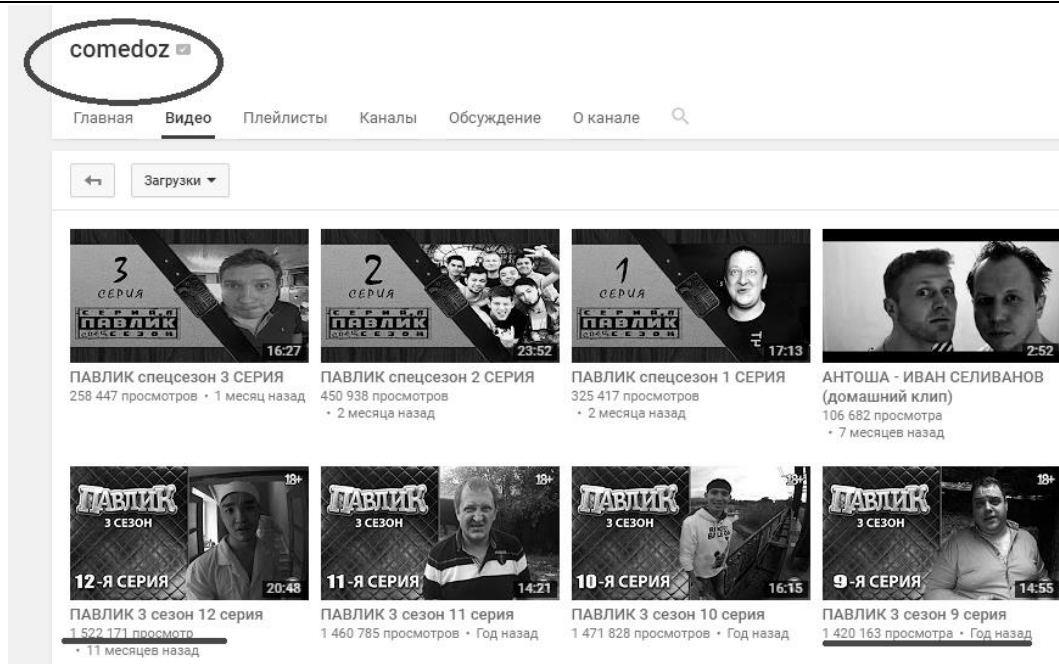 comedoz
Главная Видео Плейлисты Каналы Обсуждение О канале
Загрузки
3
СЕРИЯ
СЕРИАЛ
ПАВЛИК
СПЕЦСЕЗОН
16:27
2
СЕРИЯ
СЕРИАЛ
ПАВЛИК
СПЕЦСЕЗОН
23:52
1
СЕРИЯ
СЕРИАЛ
ПАВЛИК
СПЕЦСЕЗОН
17:13
2:52
ПАВЛИК спецсезон 3 СЕРИЯ
258 447 просмотров • 1 месяц назад
ПАВЛИК спецсезон 2 СЕРИЯ
450 938 просмотров
• 2 месяца назад
ПАВЛИК спецсезон 1 СЕРИЯ
325 417 просмотров
• 2 месяца назад
АНТОША - ИВАН СЕЛИВАНОВ
(домашний клип)
106 682 просмотра
• 7 месяцев назад
18+
ПАВЛИК
3 СЕЗОН
12-Я СЕРИЯ
20:48
18+
ПАВЛИК
3 СЕЗОН
11-Я СЕРИЯ
14:21
18+
ПАВЛИК
3 СЕЗОН
10-Я СЕРИЯ
16:15
18+
ПАВЛИК
3 СЕЗОН
9-Я СЕРИЯ
14:55
ПАВЛИК 3 сезон 12 серия
1 522 171 просмотр
• 11 месяцев назад
ПАВЛИК 3 сезон 11 серия
1 460 785 просмотров • Год назад
ПАВЛИК 3 сезон 10 серия
1 471 828 просмотров • Год назад
ПАВЛИК 3 сезон 9 серия
1 420 163 просмотра • Год назад